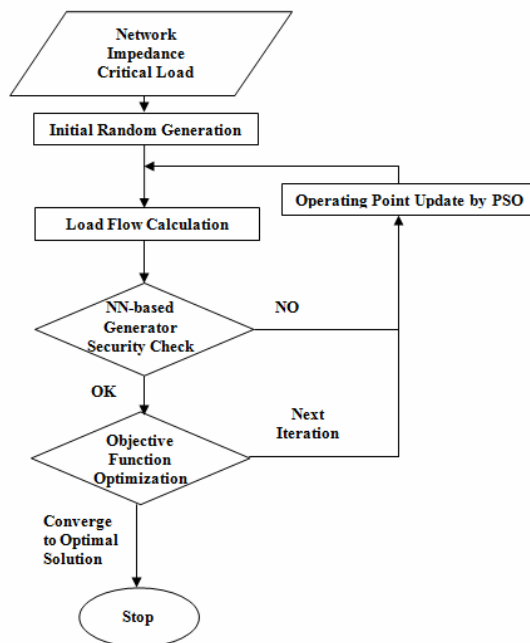 Network
Impedance
Critical Load
Initial Random Generation
Operating Point Update by PSO
Load Flow Calculation
NN-based
Generator
Security Check
NO
OK
Next
Iteration
Objective
Function
Optimization
Converge
to Optimal
Solution
Stop